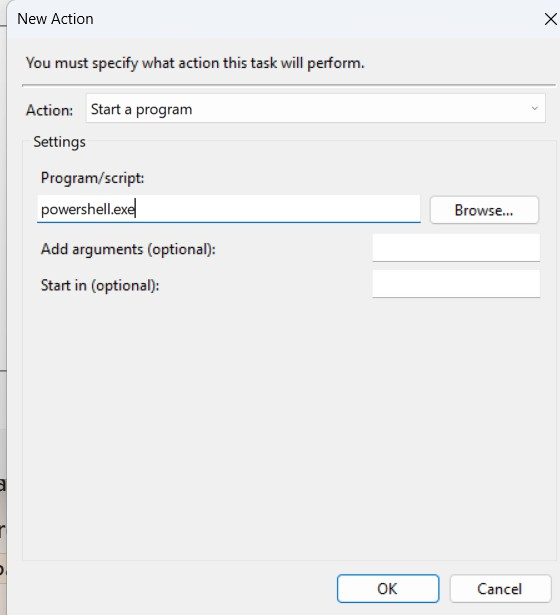 New Action
You must specify what action this task will perform.
Action: Start a program
Settings
Program/script:
powershell.exe Browse...
Add arguments (optional):
Start in (optional):
OK Cancel